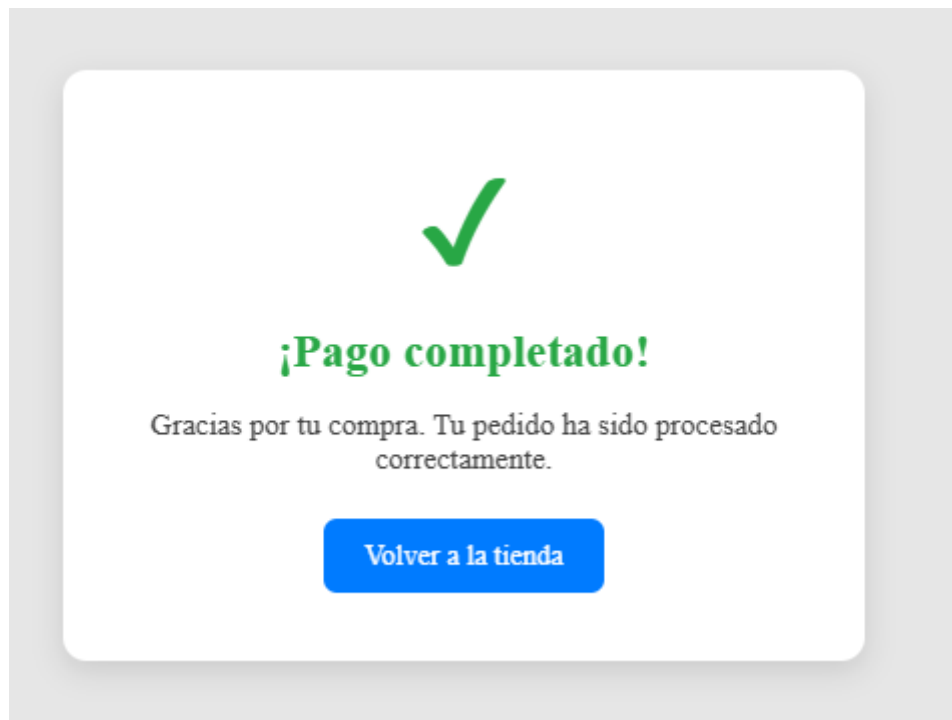 ¡Pago completado!
Gracias por tu compra. Tu pedido ha sido procesado
correctamente.
Volver a la tienda